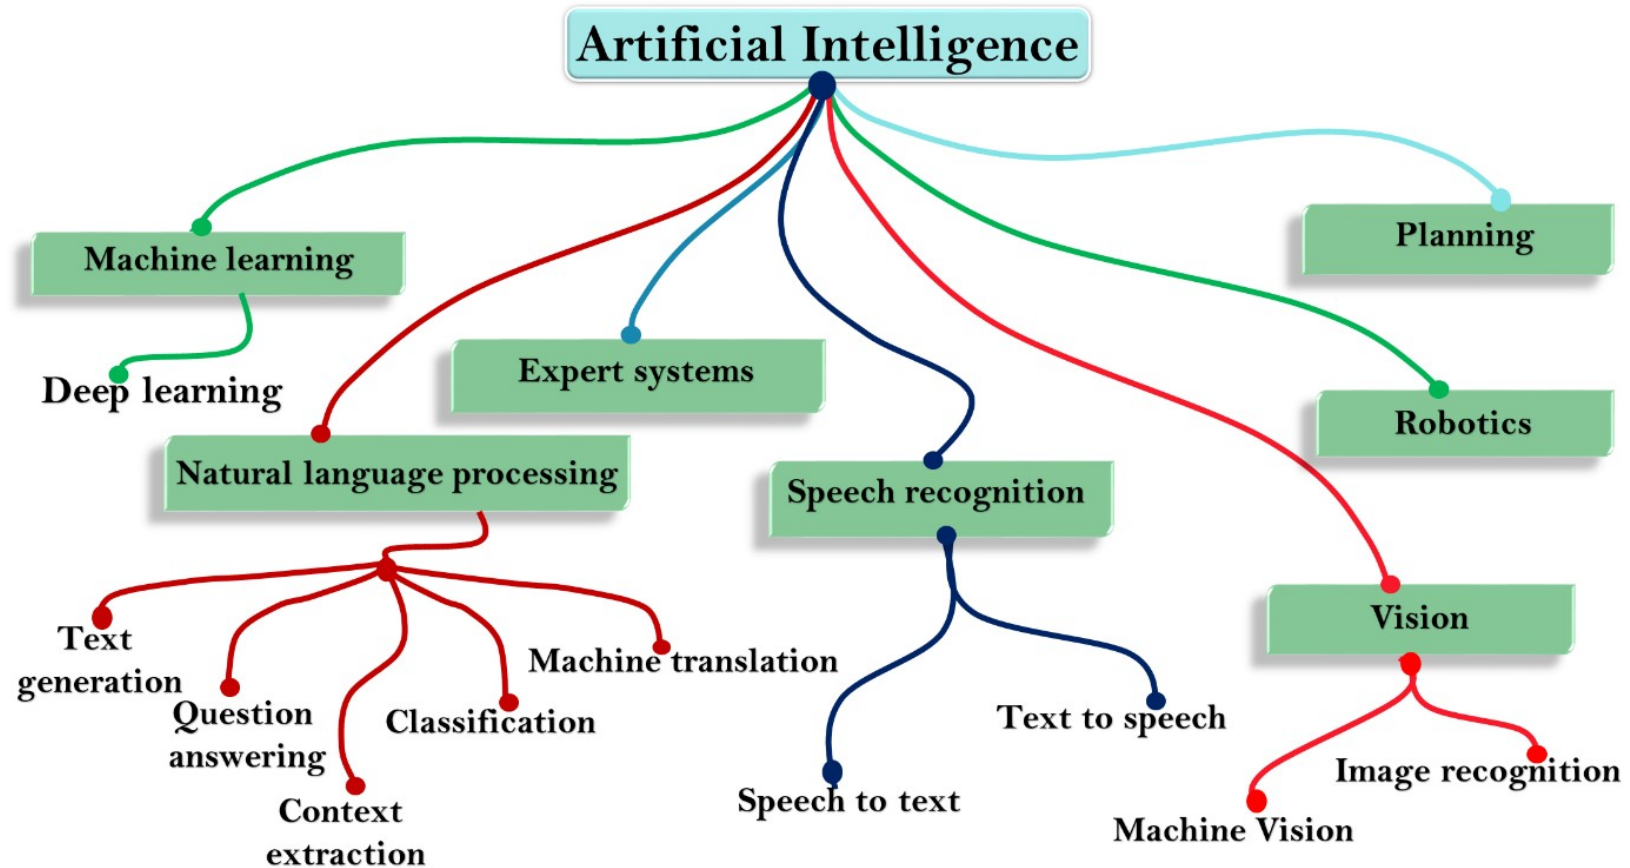 Artificial Intelligence
Machine learning
Deep learning
Natural language processing
Text
generation
Question
answering
Context
extraction
Classification
Machine translation
Expert systems
Speech recognition
Speech to text
Text to speech
Vision
Machine Vision
Image recognition
Robotics
Planning